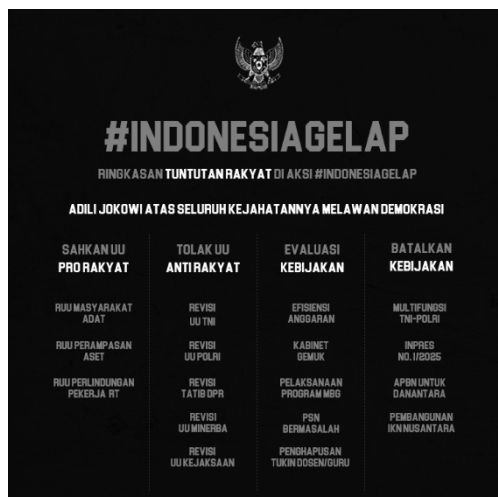 #INDONESIAGELAP
RINGKASAN TUNTUTAN RAKYAT DI AKSI #INDONESIAGELAP
ADILI JOKOWI ATAS SELURUH KEJAHATANNYA MELAWAN DEMOKRASI
SAHKAN UU
PRO RAKYAT
RUU MASYARAKAT
ADAT
RUU PERAMPASAN
ASET
RUU PERLINDUNGAN
PEKERJA RT
TOLAK UU
ANTI RAKYAT
REVISI
UU TNI
REVISI
UU POLRI
REVISI
TATIB DPR
REVISI
UU MINERBA
REVISI
UU KEJAKSAAN
EVALUASI
KEBIJAKAN
EFISIENSI
ANGGARAN
KABINET
GEMUK
PELAKSANAAN
PROGRAM MBG
PSN
BERMASALAH
PENGHAPUSAN
TUKIN DOSEN/GURU
BATALKAN
KEBIJAKAN
MULTIFUNGSI
TNI-POLRI
INPRES
NO. 1/2025
APBN UNTUK
DANANTARA
PEMBANGUNAN
IKN NUSANTARA